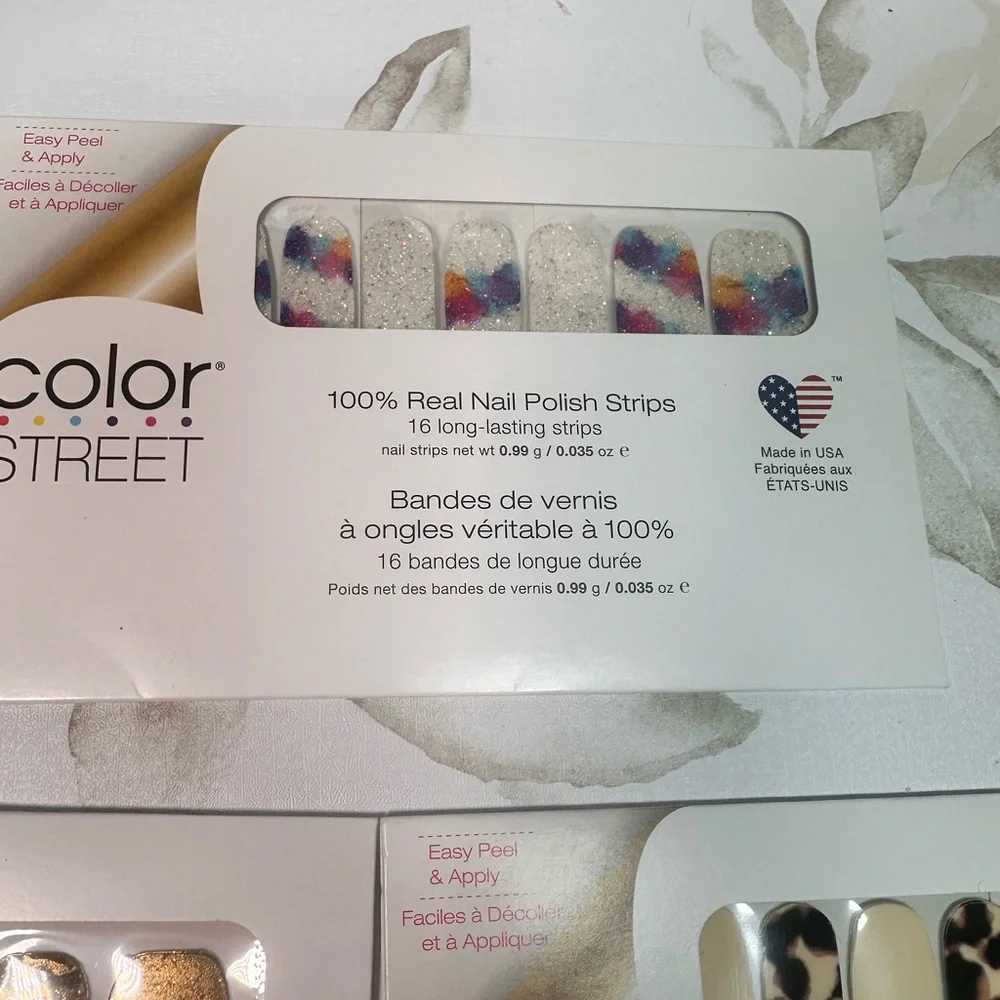 Easy Peel
& Apply
Faciles à Décoller
et à Appliquer
color®
STREET
100% Real Nail Polish Strips
16 long-lasting strips
nail strips net wt 0.99 g / 0.035 oz e
Bandes de vernis
à ongles véritable à 100%
16 bandes de longue durée
Poids net des bandes de vernis 0.99 g / 0.035 oz e
TM
Made in USA
Fabriquées aux
ÉTATS-UNIS
Easy Peel
& Apply
Faciles à Décoller
et à Appliquer